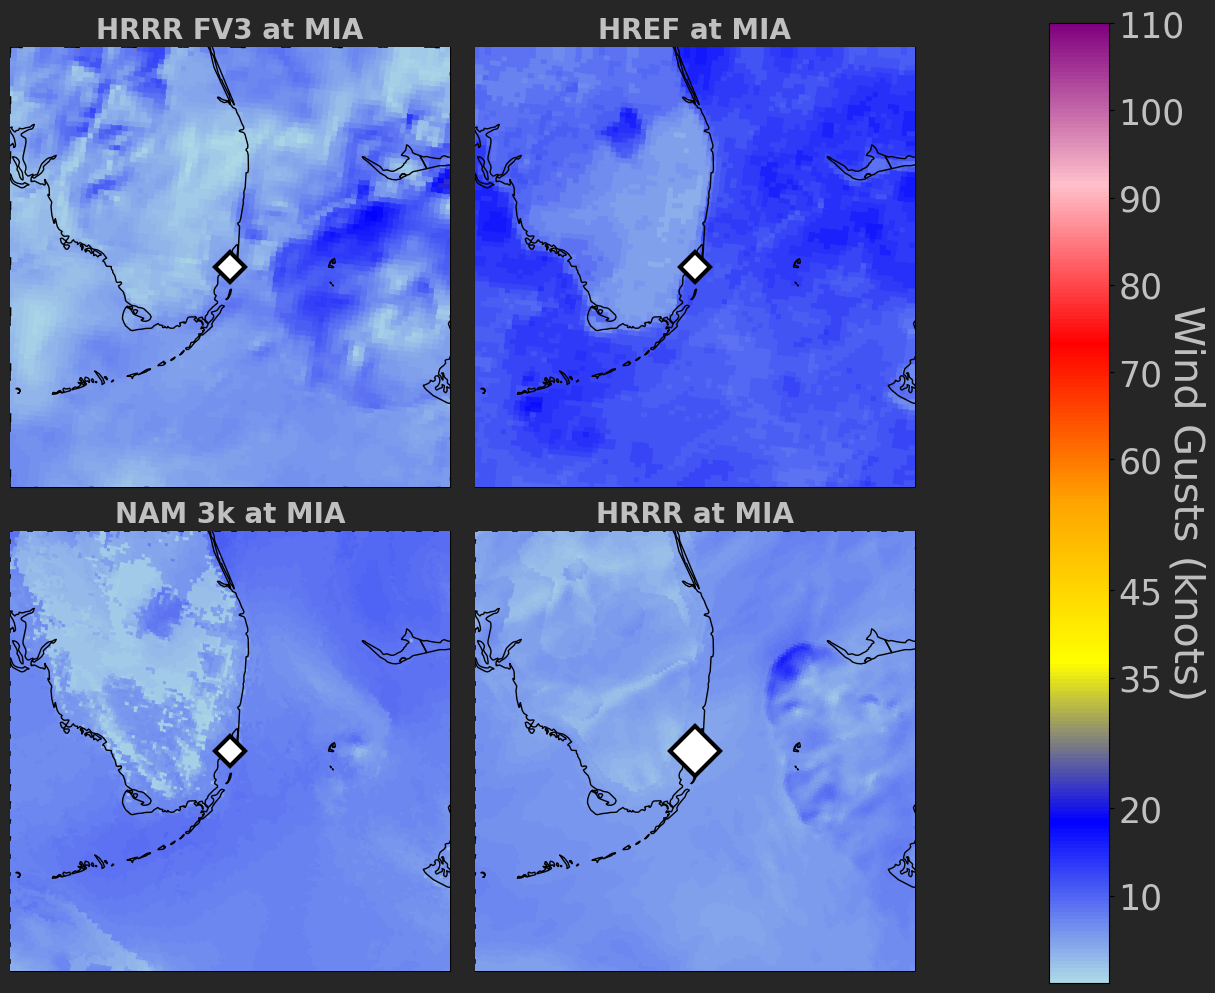 HRRR FV3 at MIA
HREF at MIA
NAM 3k at MIA
HRRR at MIA
110
100
90
80
70
60
45
35
20
10
Wind Gusts (knots)